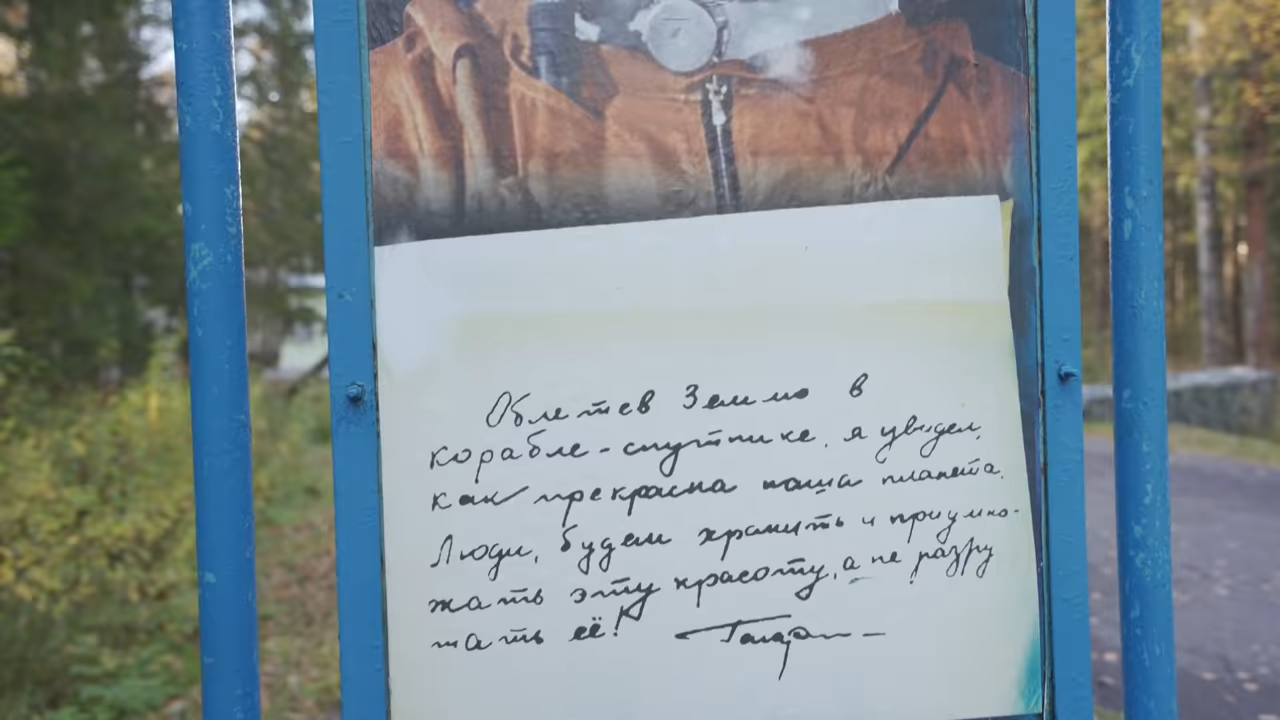 Облетев Землю в
корабле-спутнике, я увидел,
как прекрасна наша планета.
Люди, будем хранить и приумно-
жать эту красоту, а не разру
шать её!
Гагарин